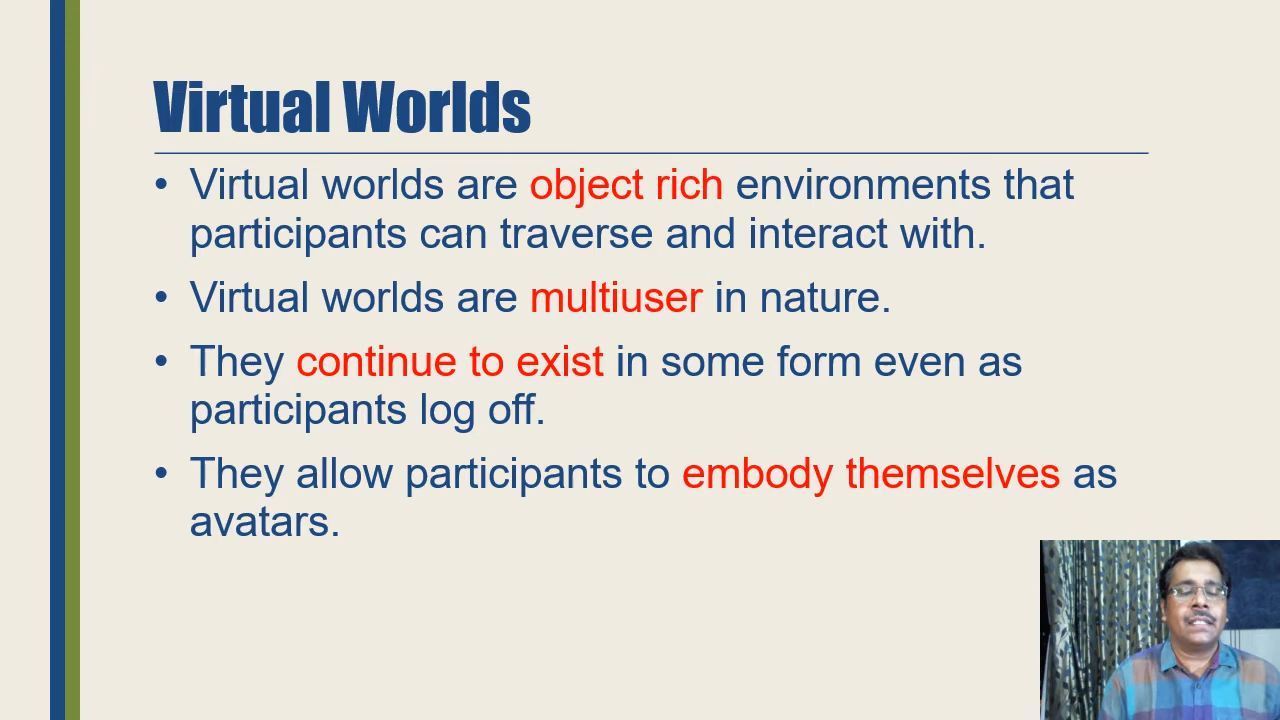 Virtual Worlds
• Virtual worlds are object rich environments that
participants can traverse and interact with.
• Virtual worlds are multiuser in nature.
• They continue to exist in some form even as
participants log off.
• They allow participants to embody themselves as
avatars.